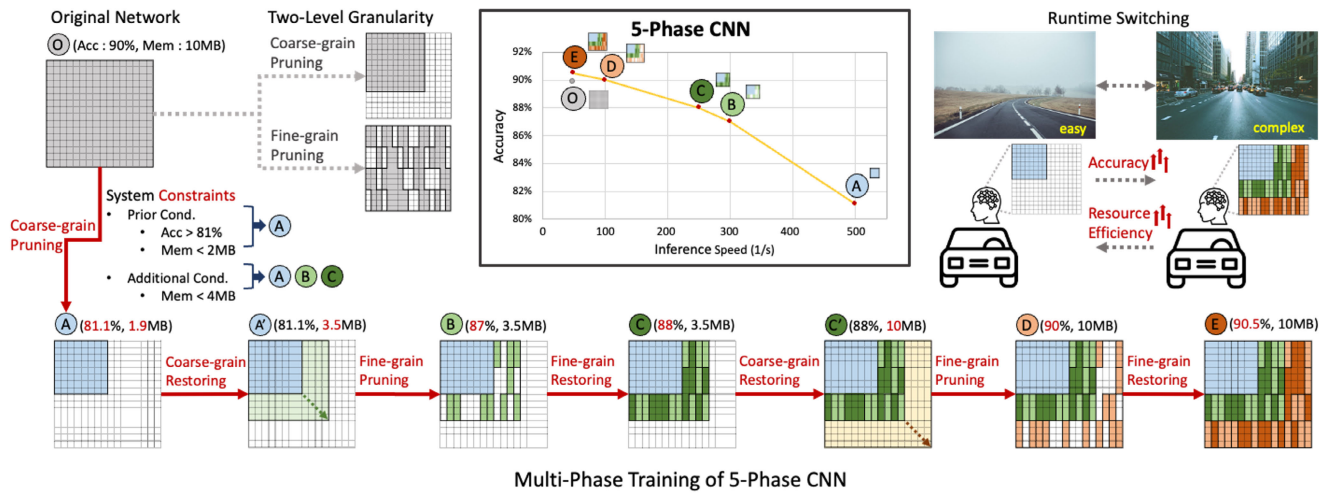 Original Network
O (Acc : 90%, Mem : 10MB)
Two-Level Granularity
Coarse-grain
Pruning
Fine-grain
Pruning
Coarse-grain
Pruning
System Constraints
• Prior Cond.
• Acc > 81%
• Mem < 2MB
A
• Additional Cond.
• Mem < 4MB
A B C
5-Phase CNN
Accuracy
92%
90%
88%
86%
84%
82%
80%
0 100 200 300 400 500
Inference Speed (1/s)
E
D
O
C
B
A
Runtime Switching
easy
complex
Accuracy
Resource
Efficiency
A (81.1%, 1.9MB)
Coarse-grain
Restoring
A’ (81.1%, 3.5MB)
Fine-grain
Pruning
B (87%, 3.5MB)
Fine-grain
Restoring
C (88%, 3.5MB)
Coarse-grain
Restoring
C’ (88%, 10MB)
Fine-grain
Pruning
D (90%, 10MB)
Fine-grain
Restoring
E (90.5%, 10MB)
Multi-Phase Training of 5-Phase CNN